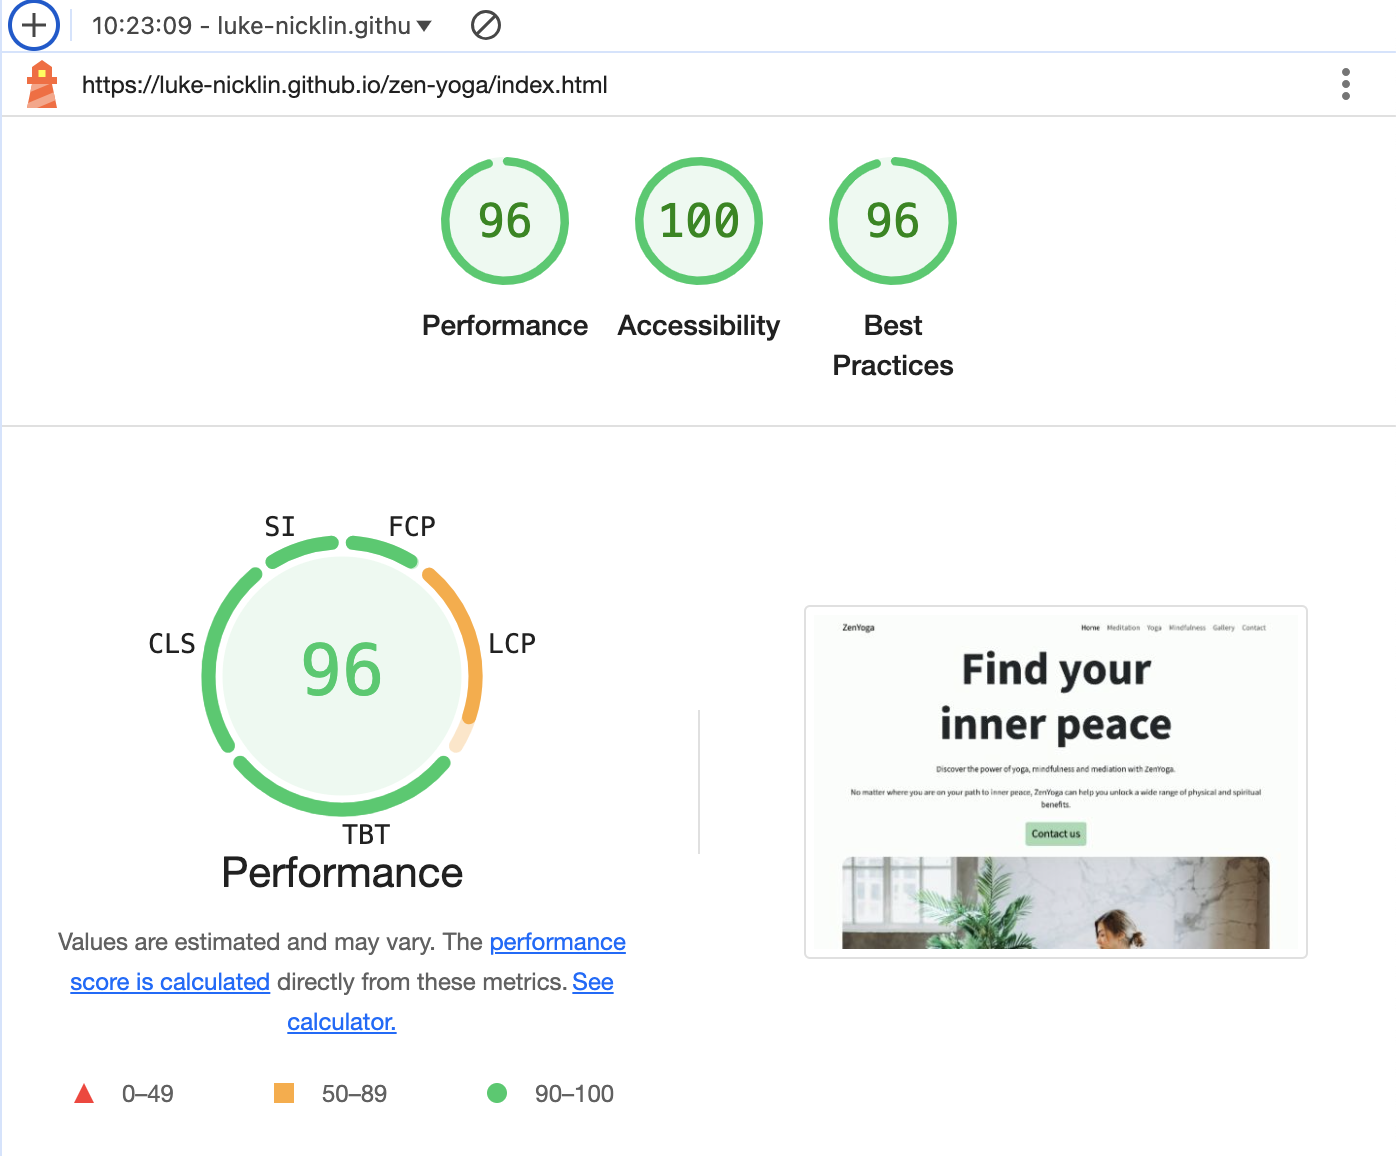 10:23:09 - luke-nicklin.githu
https://luke-nicklin.github.io/zen-yoga/index.html
96
100
96
Performance
Accessibility
Best
Practices
SI
FCP
CLS
LCP
96
TBT
Performance
Values are estimated and may vary. The performance
score is calculated directly from these metrics. See
calculator.
0–49
50–89
90–100
ZenYoga
Home Meditation Yoga Mindfulness Gallery Contact
Find your
inner peace
Discover the power of yoga, mindfulness and mediation with ZenYoga.
No matter where you are on your path to inner peace, ZenYoga can help you unlock a wide range of physical and spiritual
benefits.
Contact us